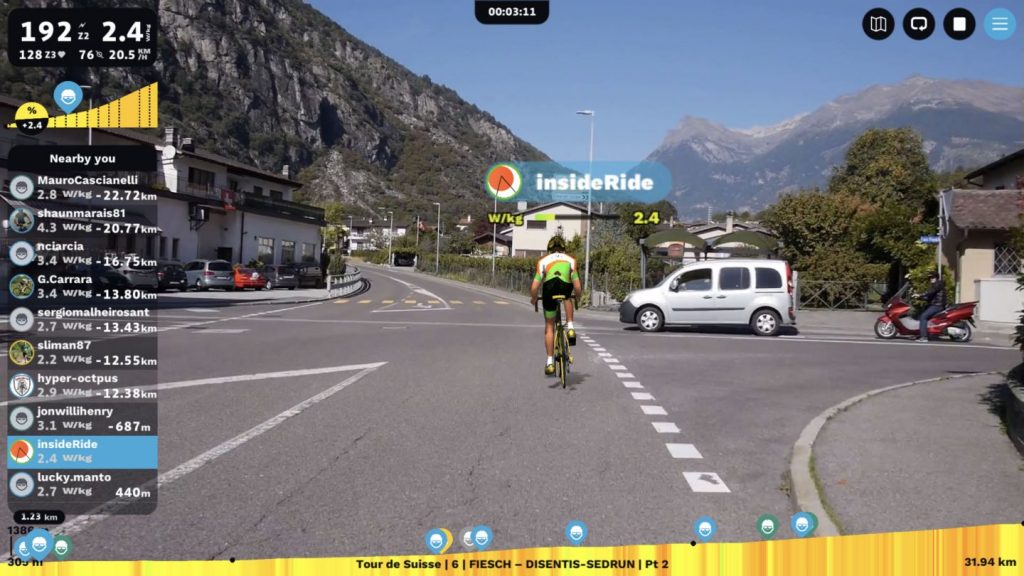 00:03:11
192 Z2 2.4 W/kg
128 Z3 76 20.5 KM/H
%
+2.4
Nearby you
MauroCascianelli
2.8 W/kg -22.72km
shaunmarais81
4.3 W/kg -20.77km
nciarcia
3.4 W/kg -16.75km
G.Carrara
3.4 W/kg -13.80km
sergiomalheirosant
2.7 W/kg -13.43km
sliman87
2.2 W/kg -12.55km
hyper-octpus
2.9 W/kg -12.38km
jonwillihenry
3.1 W/kg -687m
insideRide
2.4 W/kg
lucky.manto
2.7 W/kg 440m
insideRide
W/kg 2.4
1.23 km
Tour de Suisse | 6 | FIESCH – DISENTIS-SEDRUN | Pt 2
31.94 km